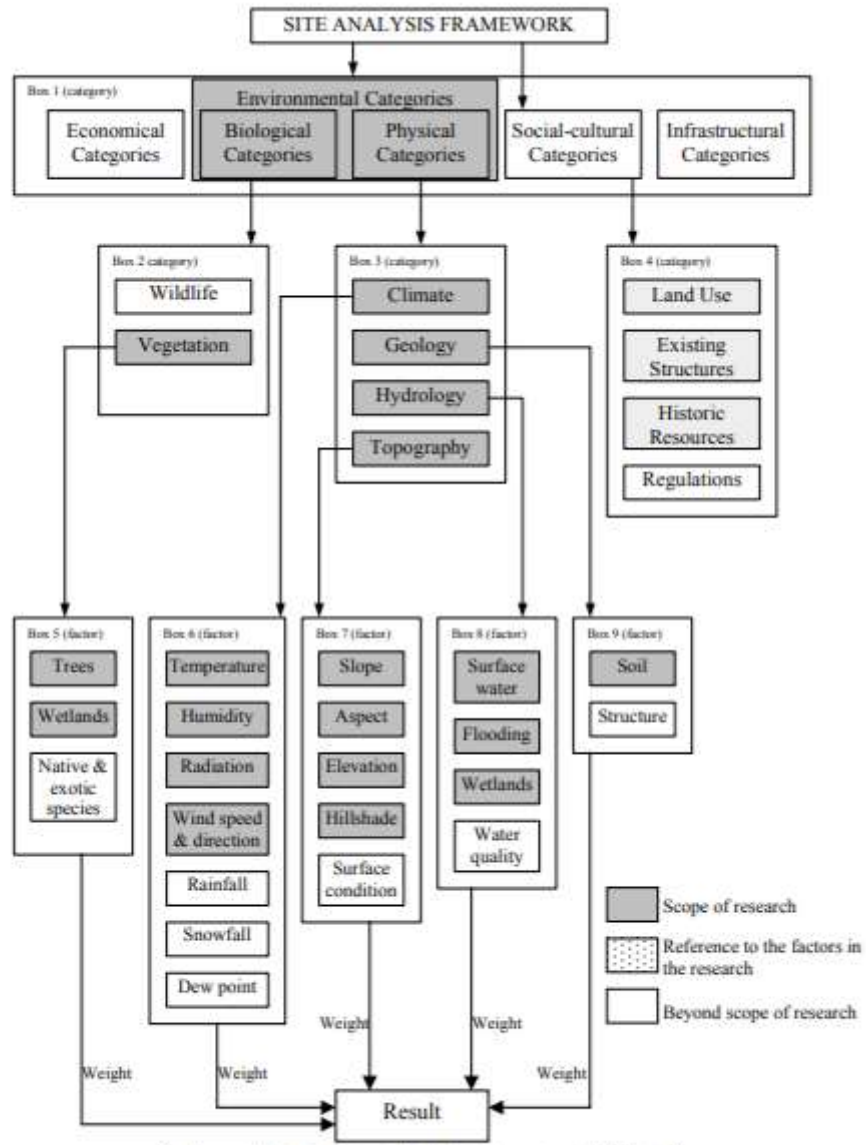 SITE ANALYSIS FRAMEWORK
Box 1 (category)
Environmental Categories
Economical
Categories
Biological
Categories
Physical
Categories
Social-cultural
Categories
Infrastructural
Categories
Box 2 category)
Wildlife
Vegetation
Box 3 (category)
Climate
Geology
Hydrology
Topography
Box 4 (category)
Land Use
Existing
Structures
Historic
Resources
Regulations
Box 5 (factor)
Trees
Wetlands
Native &
exotic
species
Box 6 (factor)
Temperature
Humidity
Radiation
Wind speed
& direction
Rainfall
Snowfall
Dew point
Box 7 (factor)
Slope
Aspect
Elevation
Hillshade
Surface
condition
Box 8 (factor)
Surface
water
Flooding
Wetlands
Water
quality
Box 9 (factor)
Soil
Structure
Scope of research
Reference to the factors in
the research
Beyond scope of research
Weight
Weight
Weight
Weight
Weight
Result